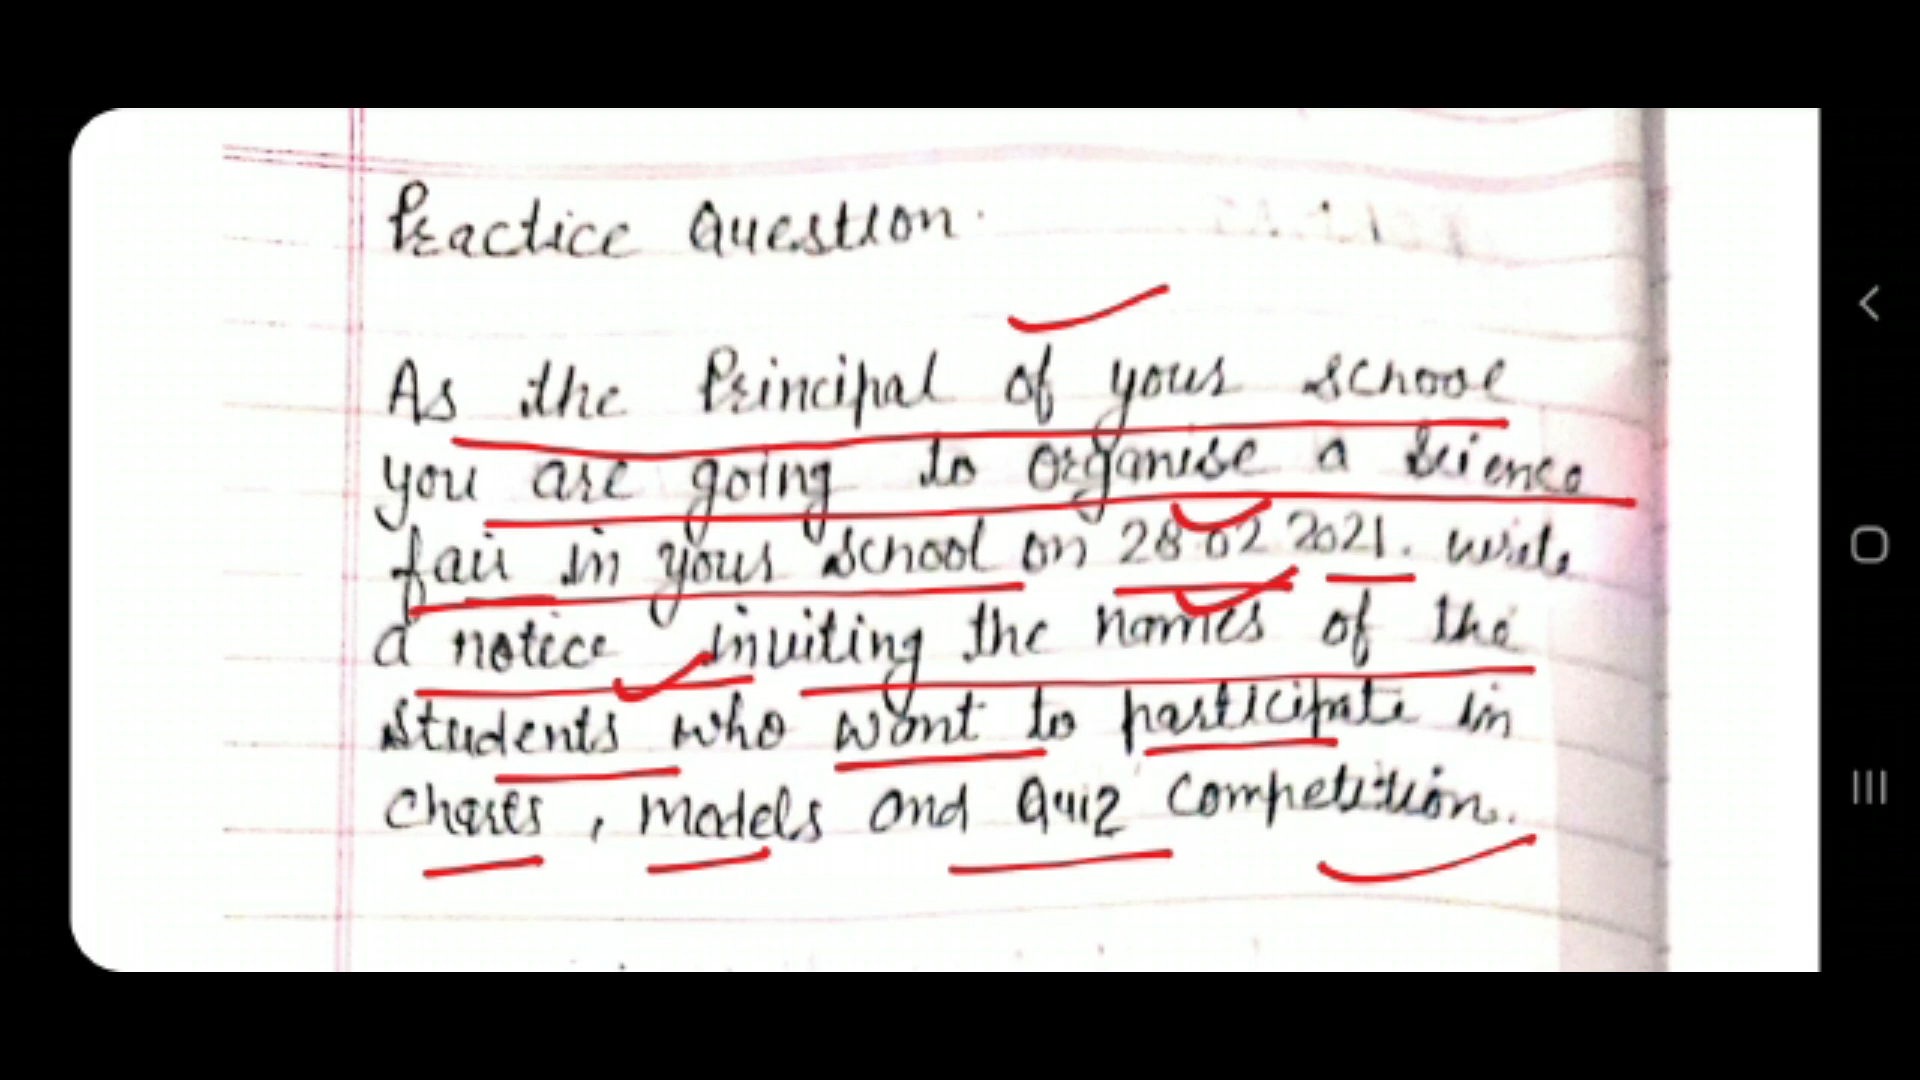 Practice Question.
As the Principal of your school
you are going to organise a Science
fair in your school on 28 02 2021. write
a notice inviting the names of the
students who want to participate in
charts, models and Quiz competition.